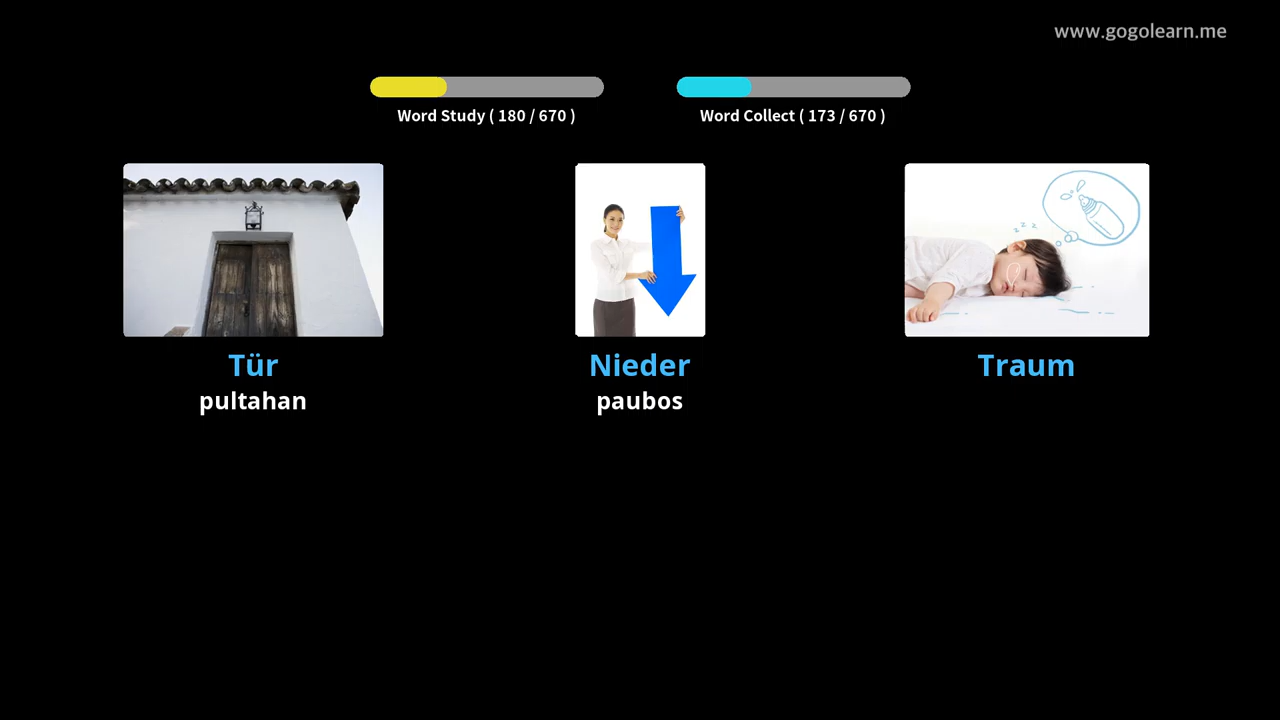 www.gogolearn.me
Word Study ( 180 / 670 )
Word Collect ( 173 / 670 )
Tür
pultahan
Nieder
paubos
Traum